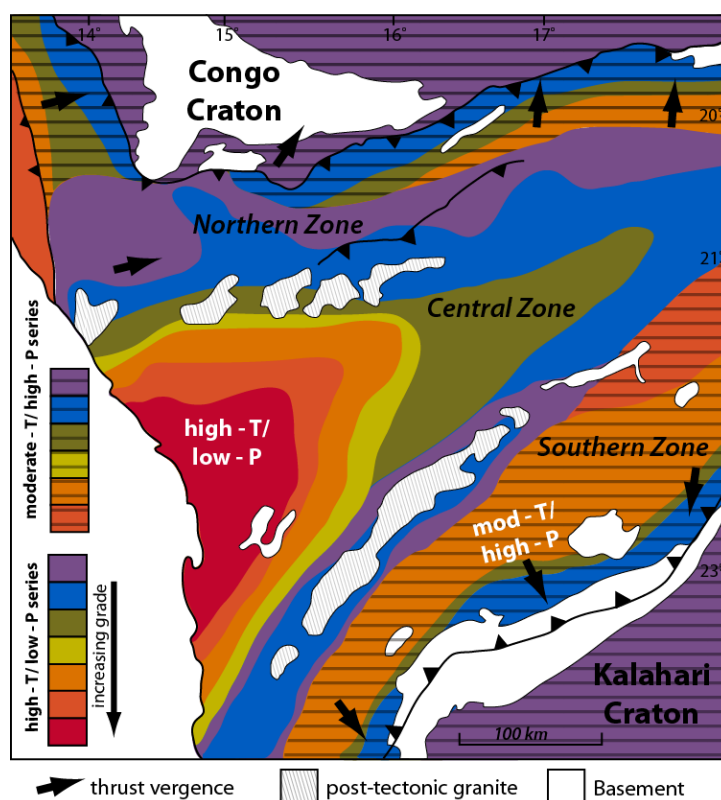 14° 15° 16° 17°
Congo
Craton
20°
Northern Zone
21°
Central Zone
moderate - T/ high - P series
high - T/
low - P
Southern Zone
mod - T/
high - P
high - T/ low - P series
increasing grade
23°
Kalahari
Craton
100 km
thrust vergence
post-tectonic granite
Basement